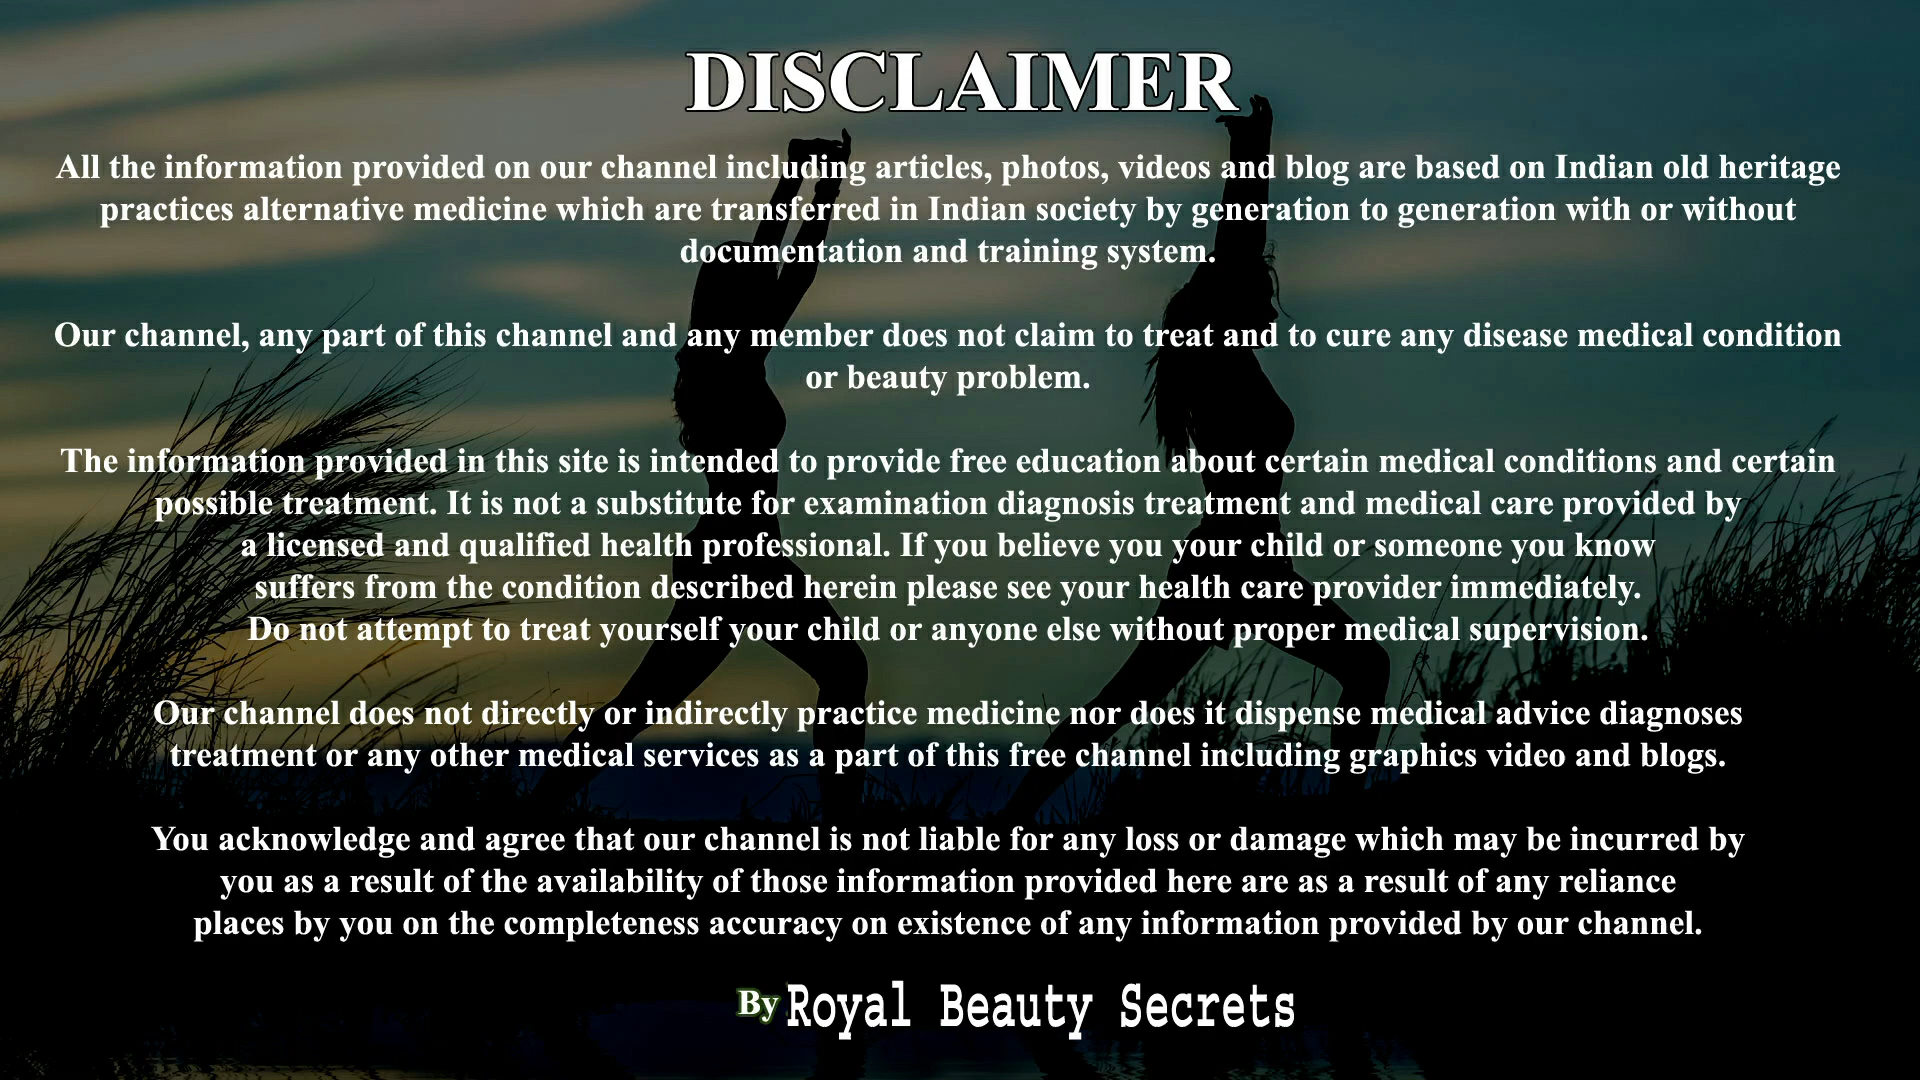 DISCLAIMER
All the information provided on our channel including articles, photos, videos and blog are based on Indian old heritage
practices alternative medicine which are transferred in Indian society by generation to generation with or without
documentation and training system.
Our channel, any part of this channel and any member does not claim to treat and to cure any disease medical condition
or beauty problem.
The information provided in this site is intended to provide free education about certain medical conditions and certain
possible treatment. It is not a substitute for examination diagnosis treatment and medical care provided by
a licensed and qualified health professional. If you believe you your child or someone you know
suffers from the condition described herein please see your health care provider immediately.
Do not attempt to treat yourself your child or anyone else without proper medical supervision.
Our channel does not directly or indirectly practice medicine nor does it dispense medical advice diagnoses
treatment or any other medical services as a part of this free channel including graphics video and blogs.
You acknowledge and agree that our channel is not liable for any loss or damage which may be incurred by
you as a result of the availability of those information provided here are as a result of any reliance
places by you on the completeness accuracy on existence of any information provided by our channel.
By Royal Beauty Secrets